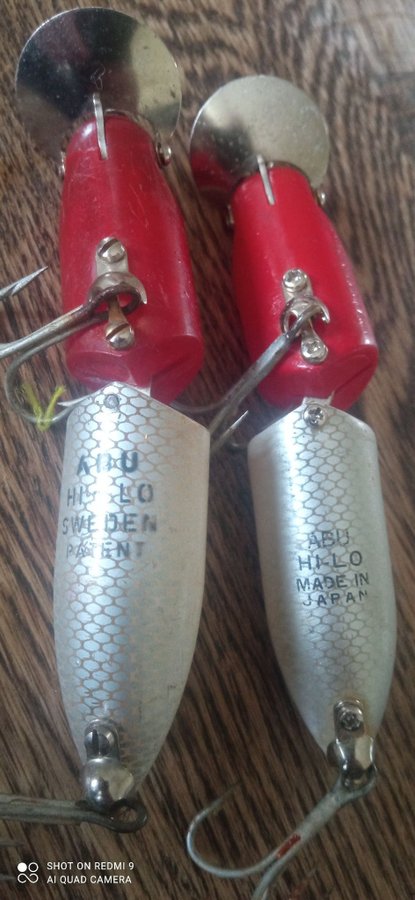 ABU
HI-LO
SWEDEN
PATENT
ABU
HI-LO
MADE IN
JAPAN
SHOT ON REDMI 9
AI QUAD CAMERA